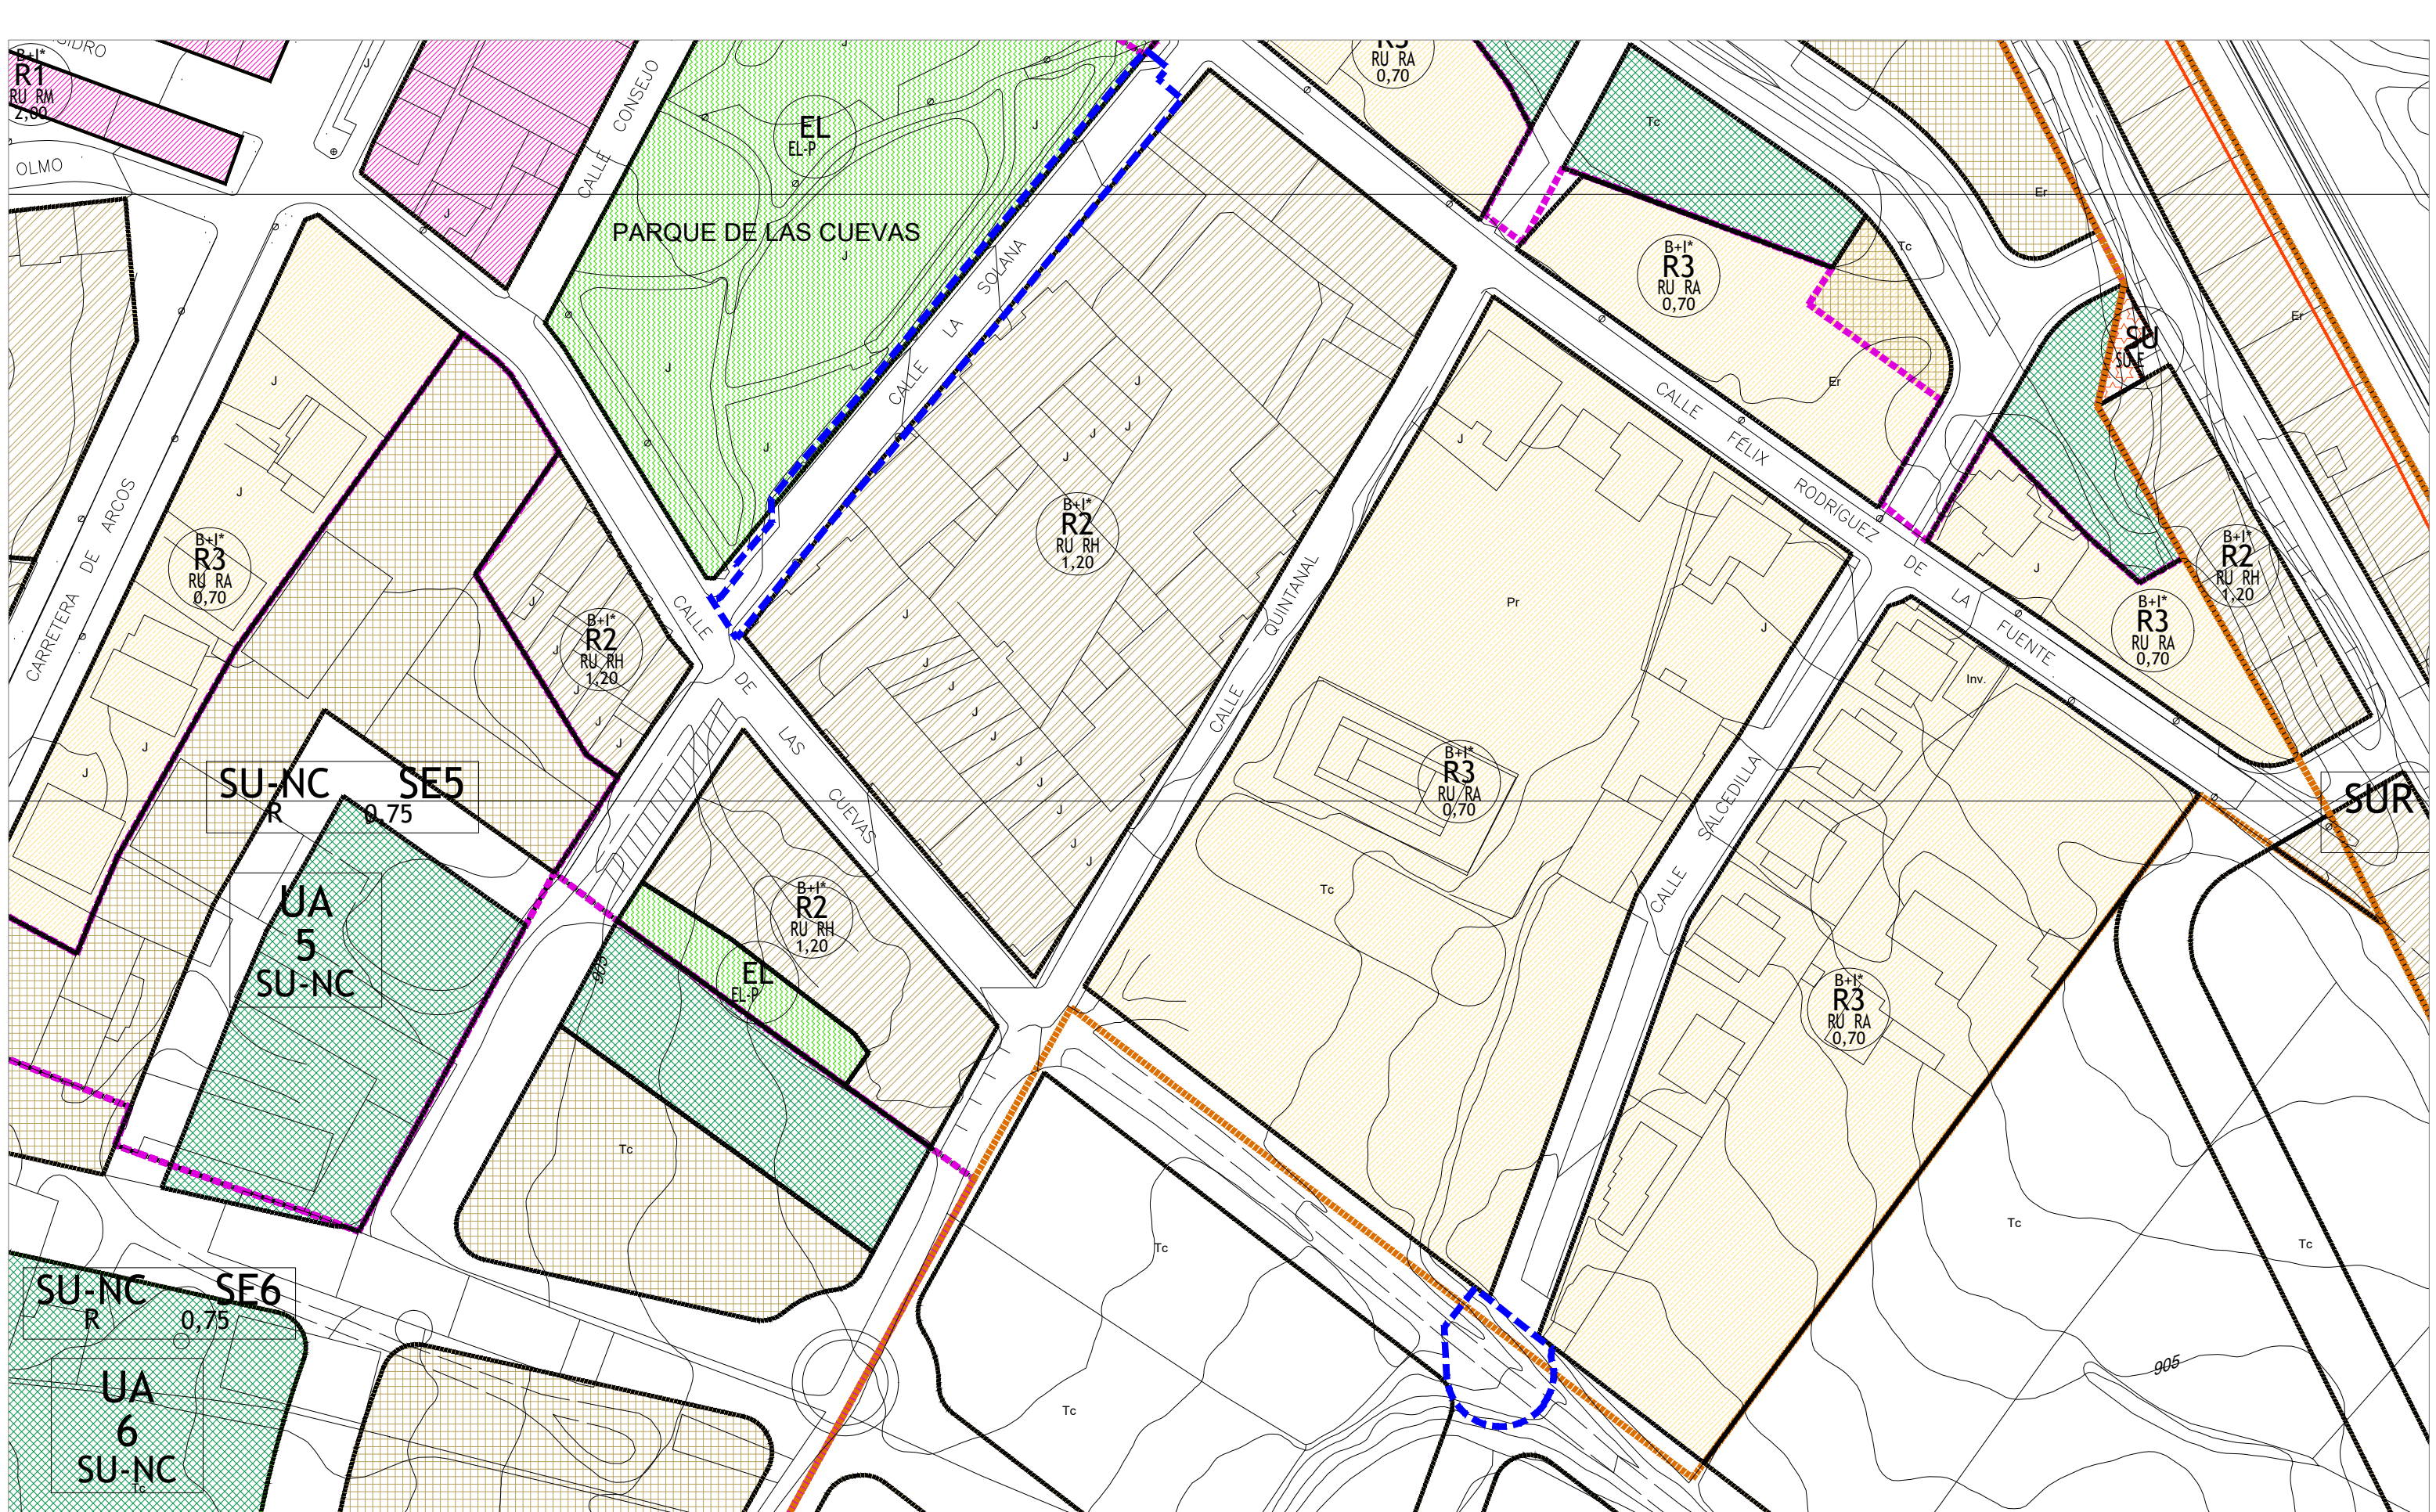 ISIDRO
B+I*
R1
RU RM
2,00
OLMO
J
CALLE CONSEJO
J
J
EL
EL-P
J
J
PARQUE DE LAS CUEVAS
J
J
J
CALLE LA SOLANA
R3
RU RA
0,70
Tc
B+I*
R3
RU RA
0,70
Er
Tc
Er
Er
SU
SU-E
CARRETERA DE ARCOS
J
J
B+I*
R3
RU RA
0,70
J
J
B+I*
R2
RU RH
1,20
J
J
J
J
J
CALLE DE LAS CUEVAS
J
J
J
J
B+I*
R2
RU RH
1,20
J
J
J
J
J
J
J
J
J
J
CALLE QUINTANAL
J
CALLE FÉLIX RODRIGUEZ DE LA FUENTE
Pr
J
B+I*
R3
RU RA
0,70
Tc
CALLE SALCEDILLA
Inv.
J
B+I*
R3
RU RA
0,70
B+I*
R2
RU RH
1,20
SUR
SU-NC SE5
R 0,75
UA
5
SU-NC
905
B+I*
R2
RU RH
1,20
EL
EL-P
B+I*
R3
RU RA
0,70
Tc
Tc
Tc
Tc
Tc
905
SU-NC SE6
R 0,75
UA
6
SU-NC
Tc